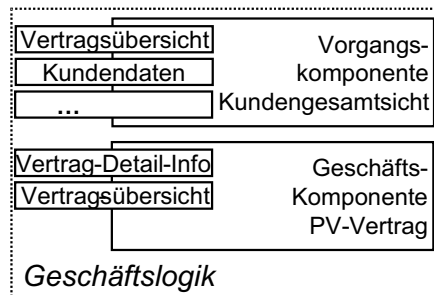 Vertragsübersicht
Kundendaten
...
Vorgangs-
komponente
Kundengesamtsicht
Vertrag-Detail-Info
Vertragsübersicht
Geschäfts-
Komponente
PV-Vertrag
Geschäftslogik